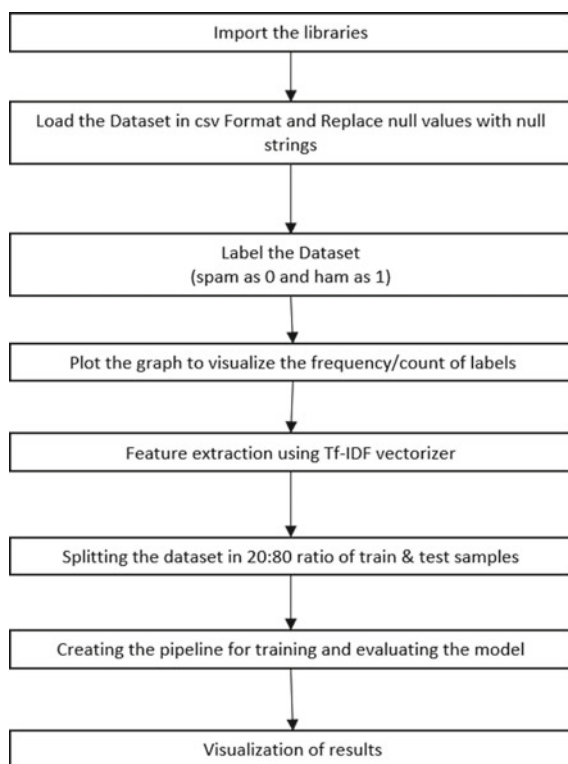 Import the libraries
Load the Dataset in csv Format and Replace null values with null
strings
Label the Dataset
(spam as 0 and ham as 1)
Plot the graph to visualize the frequency/count of labels
Feature extraction using Tf-IDF vectorizer
Splitting the dataset in 20:80 ratio of train & test samples
Creating the pipeline for training and evaluating the model
Visualization of results